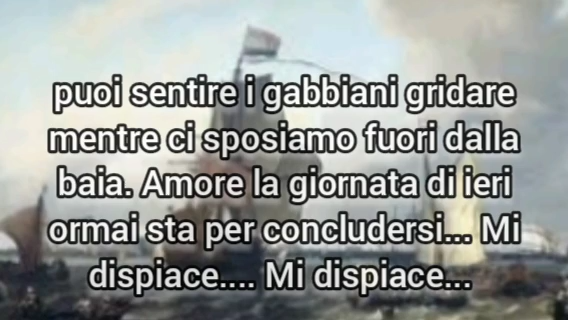 puoi sentire i gabbiani gridare
mentre ci sposiamo fuori dalla
baia. Amore la giornata di ieri
ormai sta per concludersi... Mi
dispiace.... Mi dispiace...